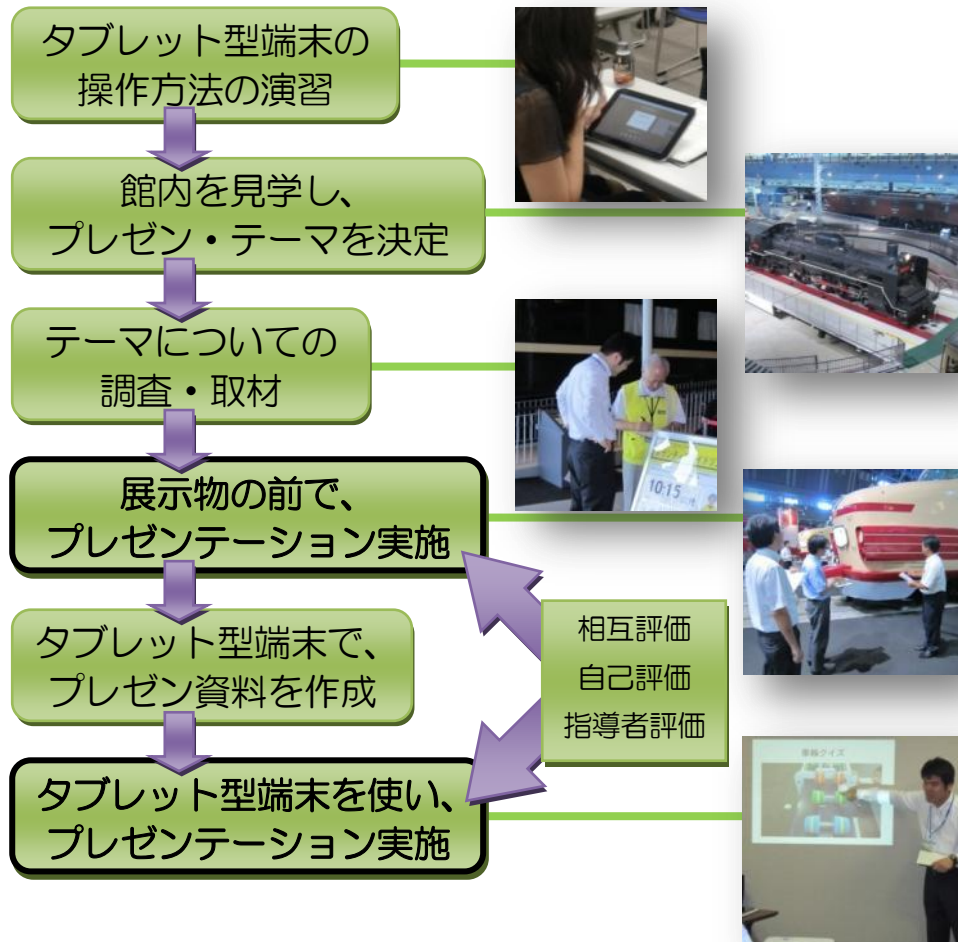 タブレット型端末の
操作方法の演習
館内を見学し、
プレゼン・テーマを決定
テーマについての
調査・取材
10:15
展示物の前で、
プレゼンテーション実施
タブレット型端末で、
プレゼン資料を作成
相互評価
自己評価
指導者評価
タブレット型端末を使い、
プレゼンテーション実施
車輪クイズ